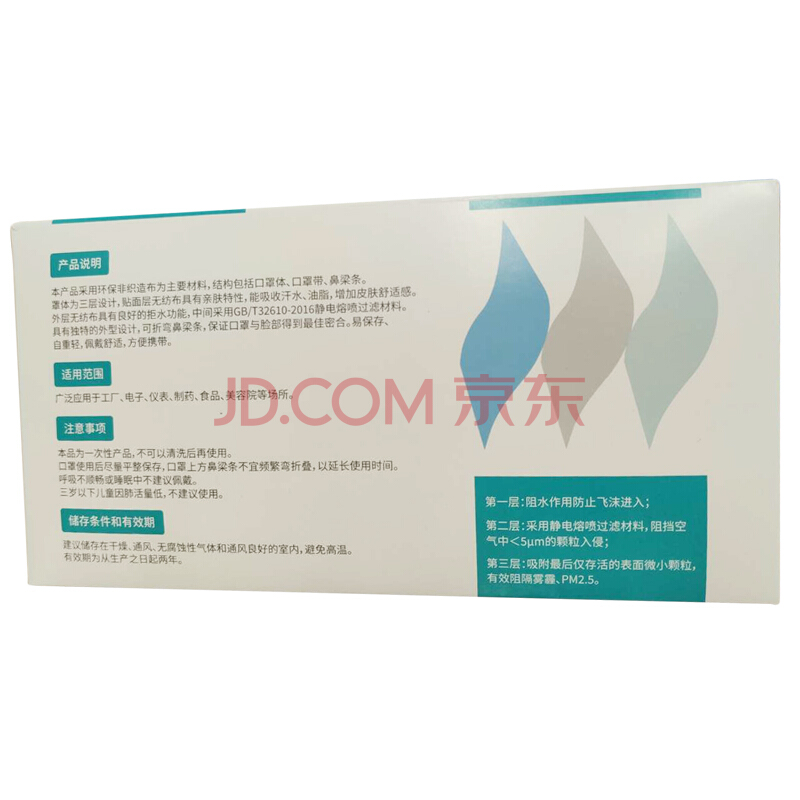 产品说明
本产品采用环保非织造布为主要材料，结构包括口罩体、口罩带、鼻梁条。
罩体为三层设计，贴面层无纺布具有亲肤特性，能吸收汗水、油脂，增加皮肤舒适感。
外层无纺布具有良好的拒水功能，中间采用GB/T32610-2016静电熔喷过滤材料。
具有独特的外型设计，可折弯鼻梁条，保证口罩与脸部得到最佳密合。易保存、
自重轻，佩戴舒适，方便携带。
适用范围
广泛应用于工厂、电子、仪表、制药、食品、美容院等场所。
JD.COM 京东
注意事项
本品为一次性产品，不可以清洗后再使用。
口罩使用后尽量平整保存，口罩上方鼻梁条不宜频繁弯折叠，以延长使用时间。
呼吸不顺畅或睡眠中不建议佩戴。
三岁以下儿童因肺活量低，不建议使用。
储存条件和有效期
建议储存在干燥、通风、无腐蚀性气体和通风良好的室内，避免高温。
有效期为从生产之日起两年。
第一层：阻水作用防止飞沫进入；
第二层：采用静电熔喷过滤材料，阻挡空
气中＜5μm的颗粒入侵；
第三层：吸附最后仅存活的表面微小颗粒，
有效阻隔雾霾、PM2.5。